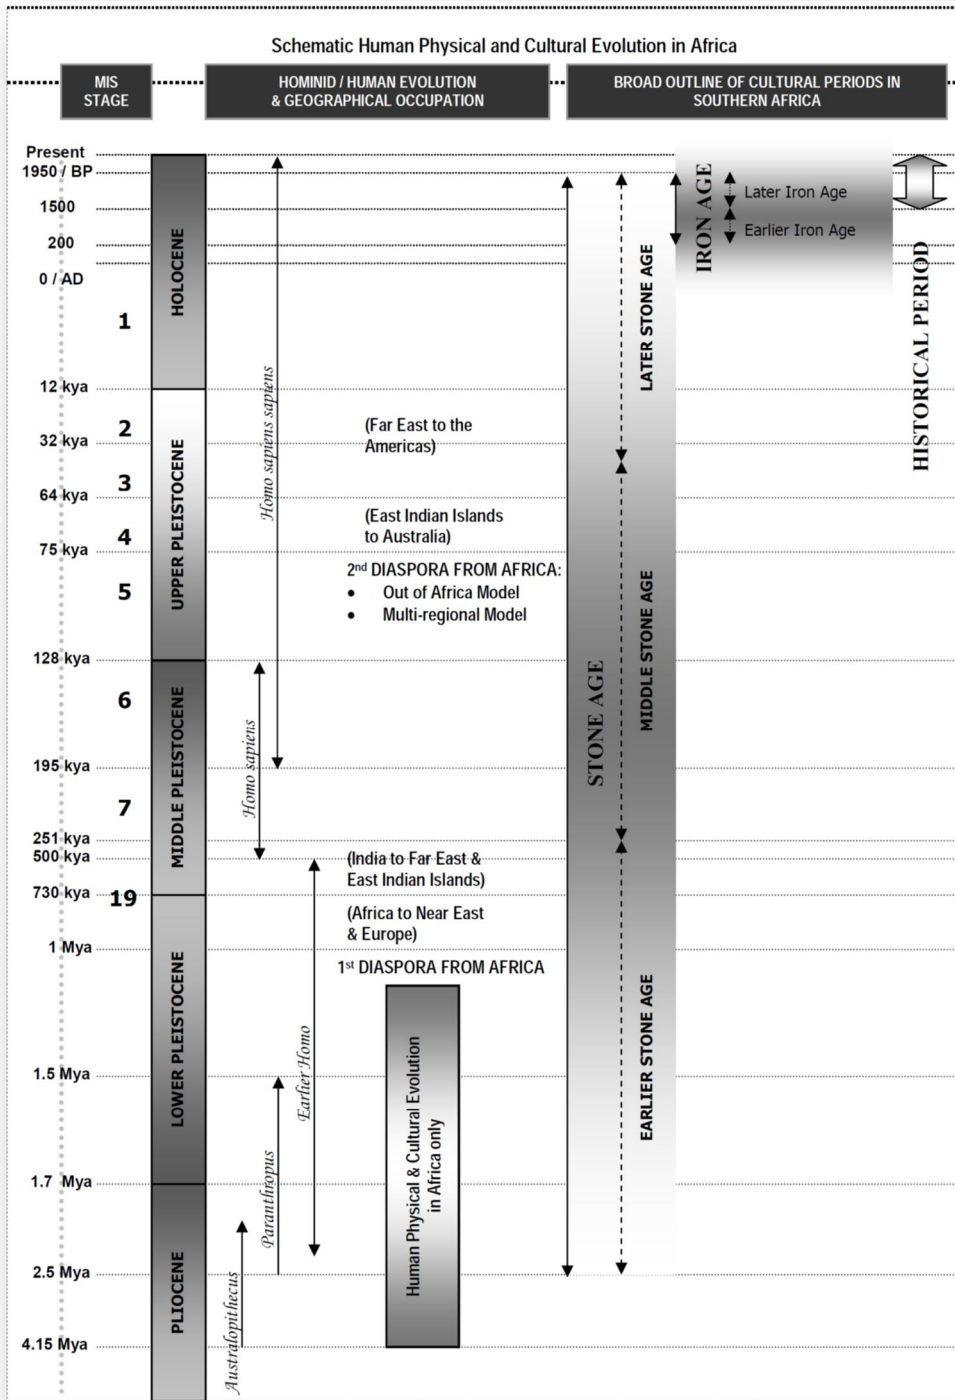 Schematic Human Physical and Cultural Evolution in Africa
MIS
STAGE
HOMINID / HUMAN EVOLUTION
& GEOGRAPHICAL OCCUPATION
BROAD OUTLINE OF CULTURAL PERIODS IN
SOUTHERN AFRICA
Present
1950 / BP
1500
200
0 / AD
1
12 kya
2
32 kya
3
64 kya
4
75 kya
5
128 kya
6
195 kya
7
251 kya
500 kya
19
730 kya
1 Mya
1.5 Mya
1.7 Mya
2.5 Mya
4.15 Mya
HOLOCENE
UPPER PLEISTOCENE
MIDDLE PLEISTOCENE
LOWER PLEISTOCENE
PLIOCENE
Homo sapiens sapiens
Homo sapiens
Earlier Homo
Paranthropus
Australopithecus
(Far East to the
Americas)
(East Indian Islands
to Australia)
2nd DIASPORA FROM AFRICA:
• Out of Africa Model
• Multi-regional Model
(India to Far East &
East Indian Islands)
(Africa to Near East
& Europe)
1st DIASPORA FROM AFRICA
Human Physical & Cultural Evolution
in Africa only
STONE AGE
LATER STONE AGE
MIDDLE STONE AGE
EARLIER STONE AGE
IRON AGE
Later Iron Age
Earlier Iron Age
HISTORICAL PERIOD